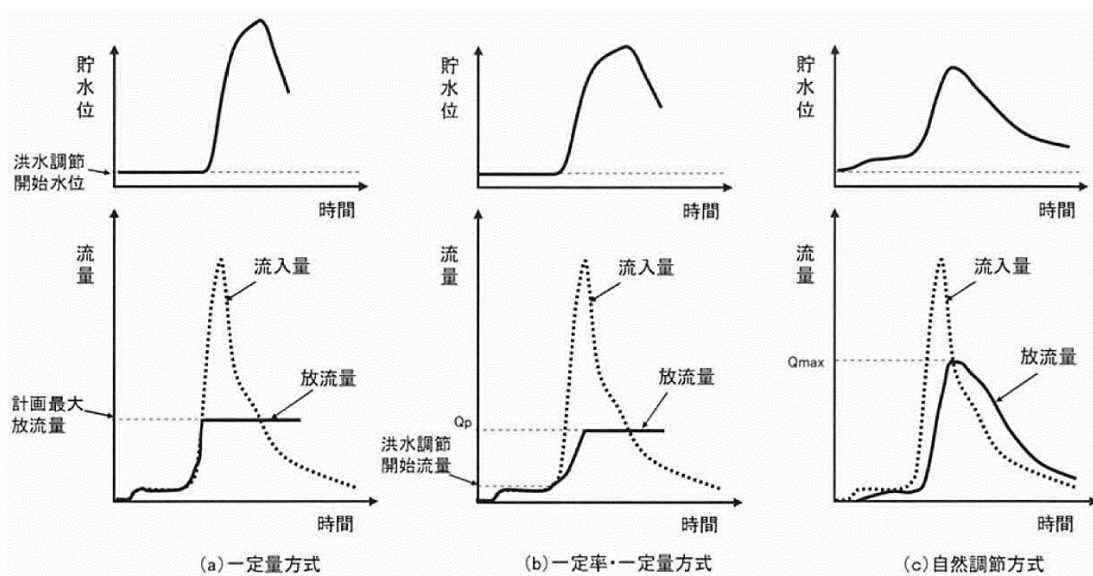 貯水位
貯水位
貯水位
洪水調節
開始水位
時間
時間
時間
流量
流入量
放流量
計画最大
放流量
時間
(a)一定量方式
流量
流入量
放流量
Qp
洪水調節
開始流量
時間
(b)一定率・一定量方式
流量
流入量
Qmax
放流量
時間
(c)自然調節方式